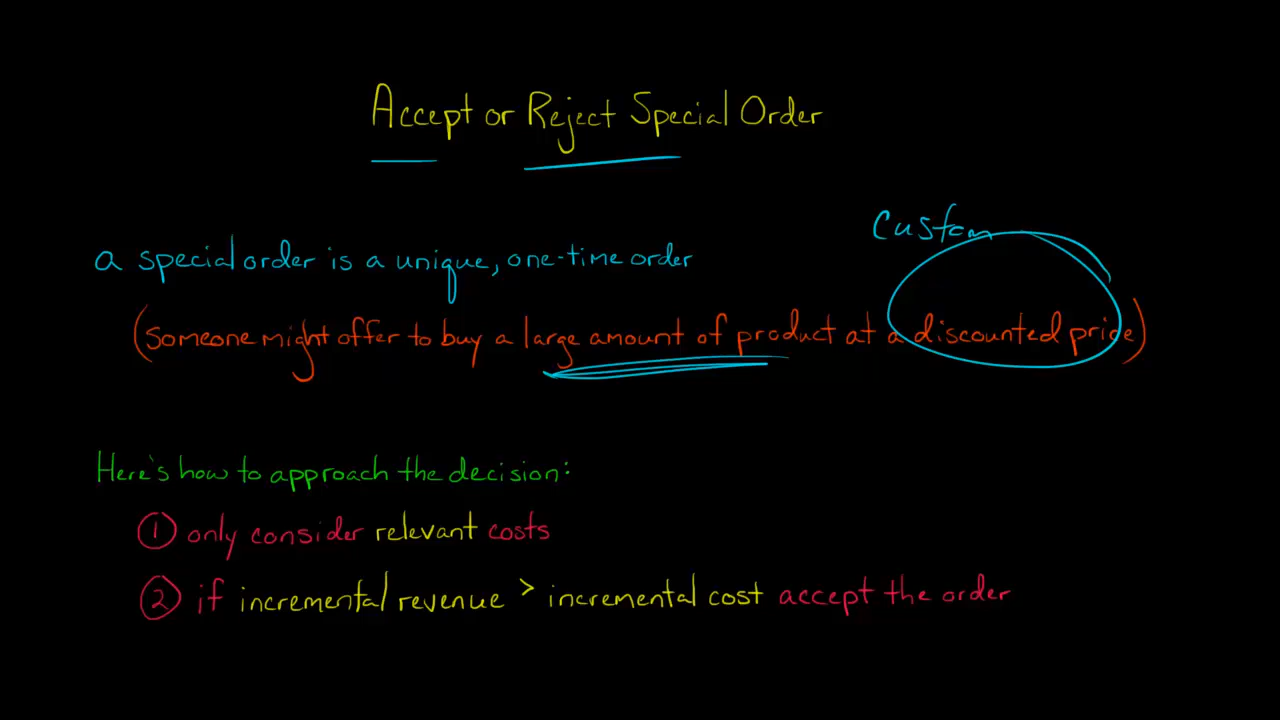 Accept or Reject Special Order
Custom
a special order is a unique, one-time order
(someone might offer to buy a large amount of product at a discounted price)
Here's how to approach the decision:
① only consider relevant costs
② if incremental revenue > incremental cost accept the order